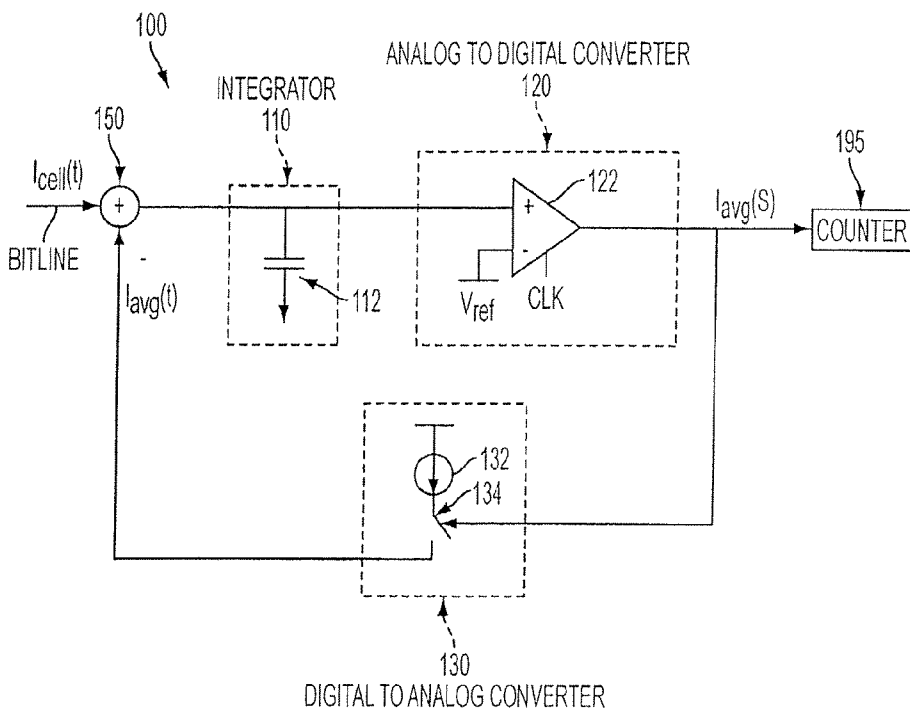 100
ANALOG TO DIGITAL CONVERTER
120
INTEGRATOR
110
150
195
Icell(t)
+
122
+
-
Iavg(S)
COUNTER
BITLINE
-
Iavg(t)
112
Vref
CLK
132
134
130
DIGITAL TO ANALOG CONVERTER